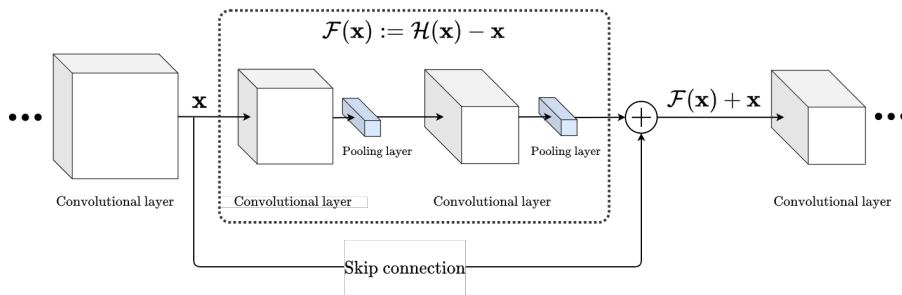 𝓕(𝐱) := 𝓗(𝐱) − 𝐱
𝐱
𝓕(𝐱) + 𝐱
Pooling layer
Pooling layer
Convolutional layer
Convolutional layer
Convolutional layer
Convolutional layer
Skip connection